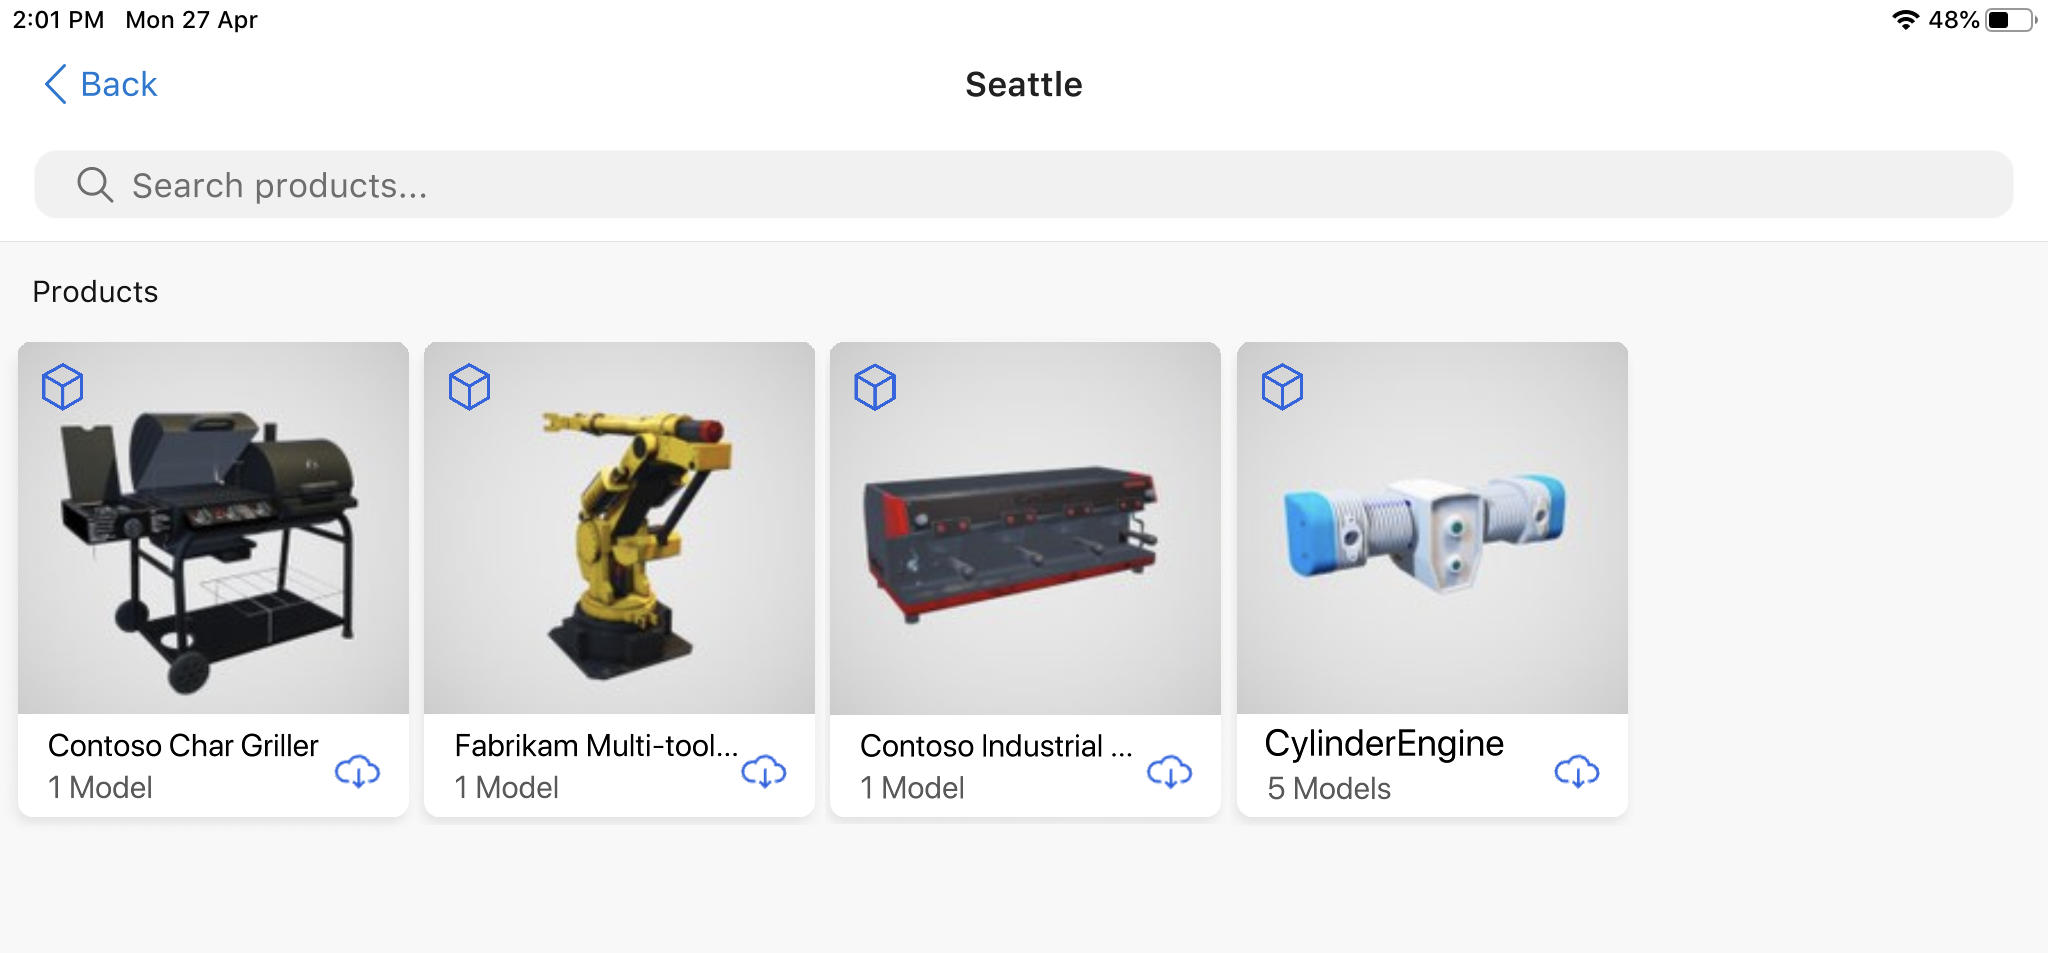 2:01 PM Mon 27 Apr
48%
Back
Seattle
Search products...
Products
Contoso Char Griller
1 Model
Fabrikam Multi-tool...
1 Model
Contoso Industrial ...
1 Model
CylinderEngine
5 Models